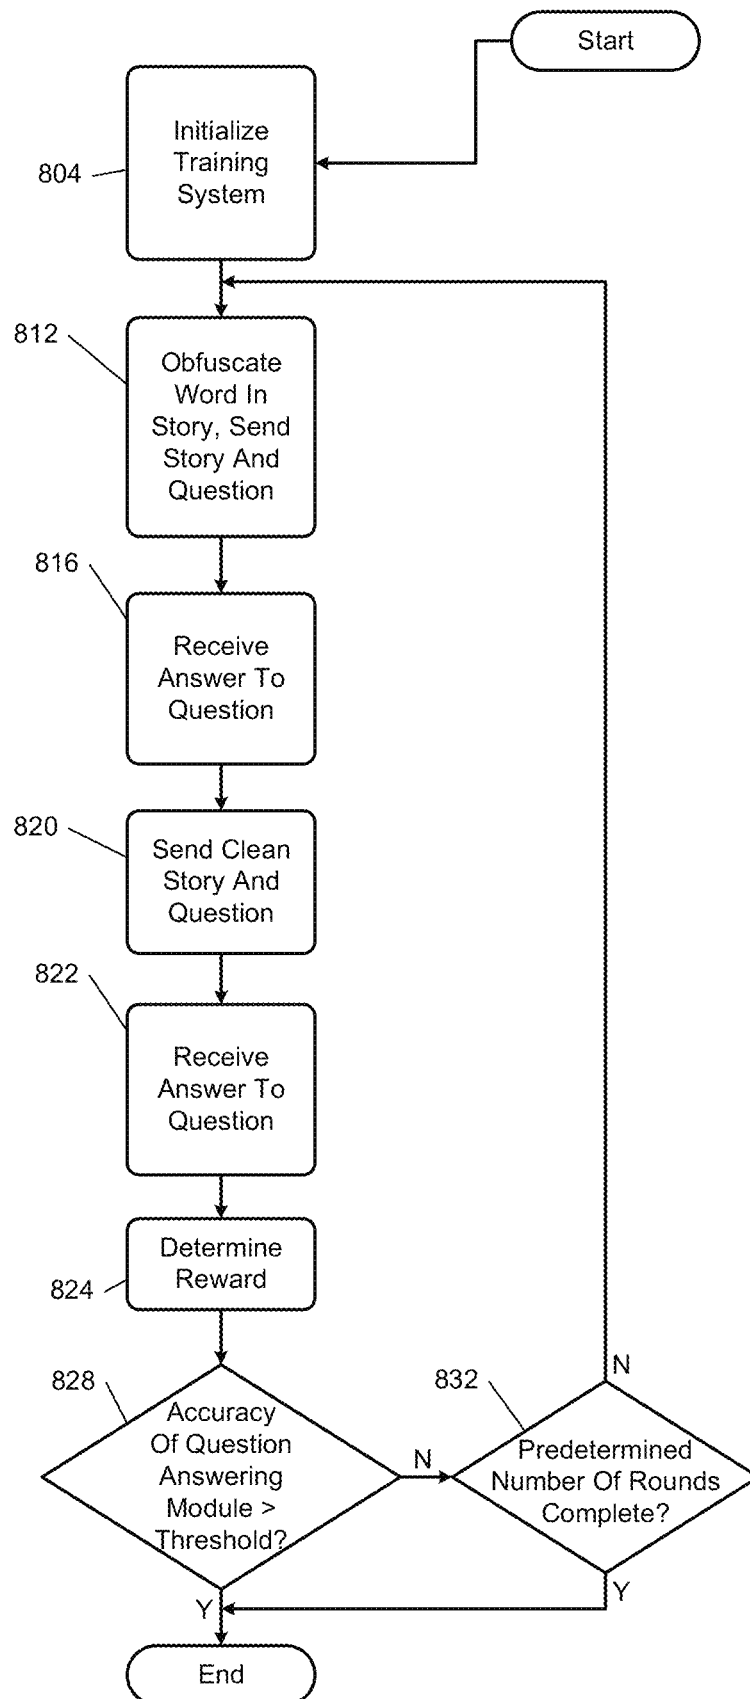 Start
804
Initialize
Training
System
812
Obfuscate
Word In
Story, Send
Story And
Question
816
Receive
Answer To
Question
820
Send Clean
Story And
Question
822
Receive
Answer To
Question
824
Determine
Reward
828
Accuracy
Of Question
Answering
Module >
Threshold?
N
832
Predetermined
Number Of Rounds
Complete?
N
Y
Y
End